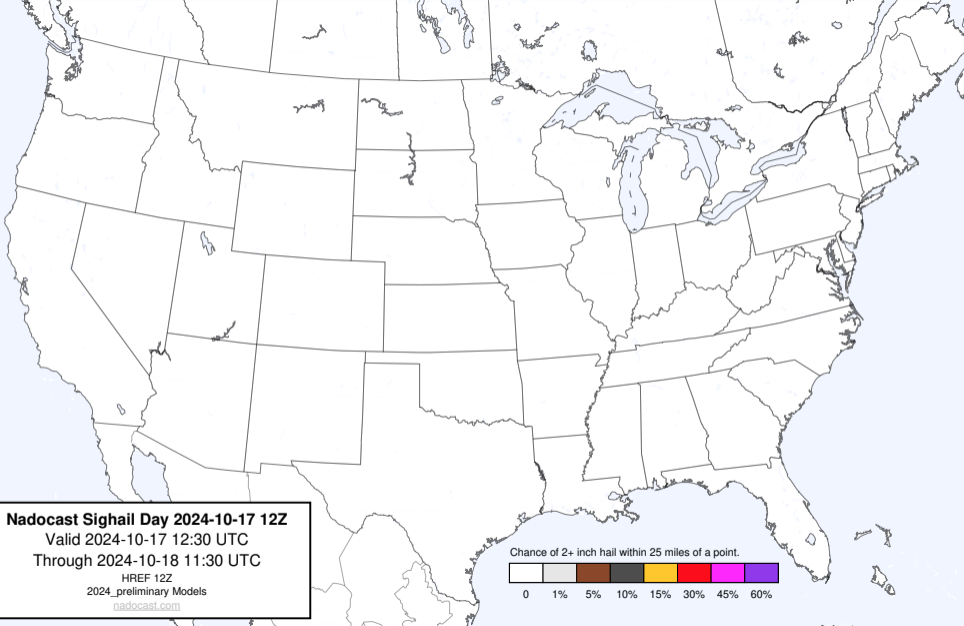 Nadocast Sighail Day 2024-10-17 12Z
Valid 2024-10-17 12:30 UTC
Through 2024-10-18 11:30 UTC
HREF 12Z
2024_preliminary Models
nadocast.com
Chance of 2+ inch hail within 25 miles of a point.
0 1% 5% 10% 15% 30% 45% 60%